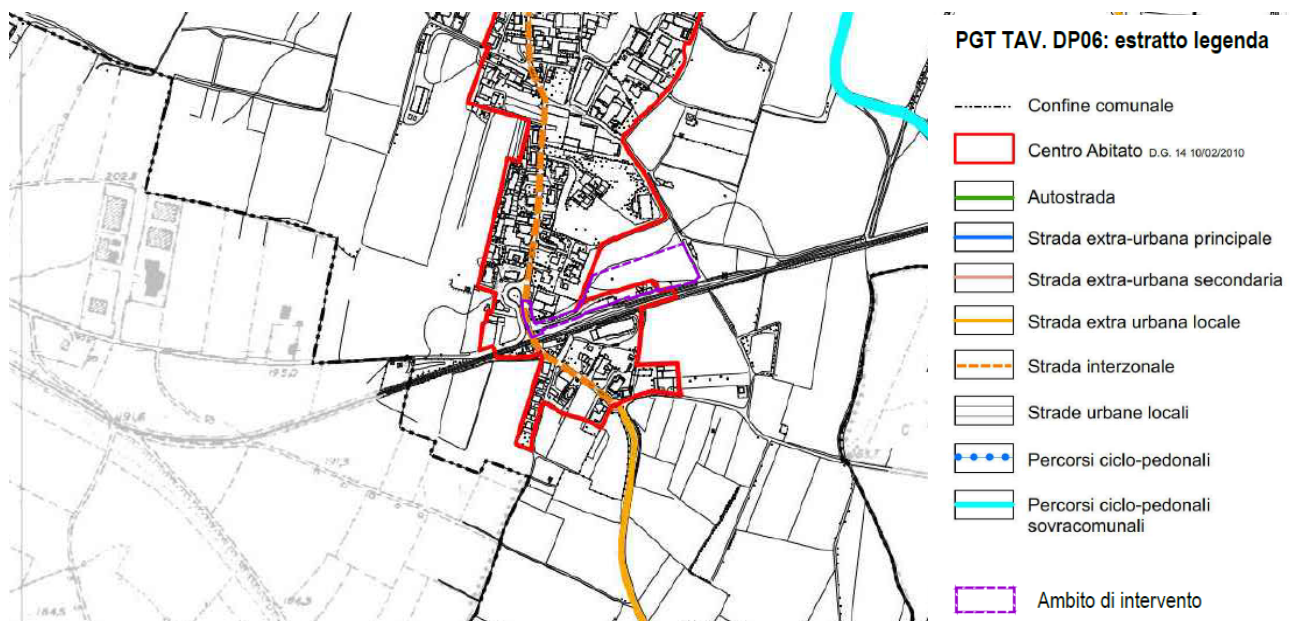 PGT TAV. DP06: estratto legenda
Confine comunale
Centro Abitato D.G. 14 10/02/2010
Autostrada
Strada extra-urbana principale
Strada extra-urbana secondaria
Strada extra urbana locale
Strada interzonale
Strade urbane locali
Percorsi ciclo-pedonali
Percorsi ciclo-pedonali
sovracomunali
Ambito di intervento
202,8
195,0
191,3
184,5
184,3
C